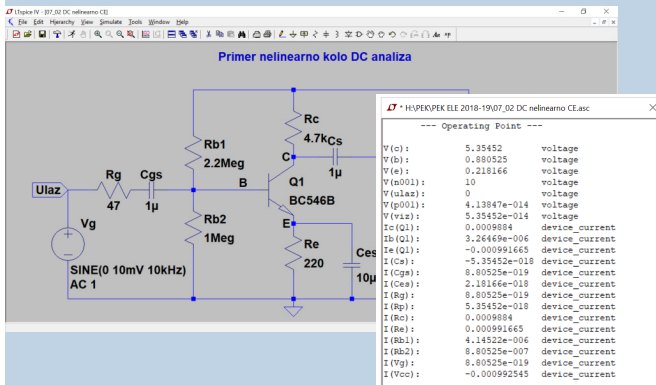 LTspice IV - [07_02 DC nelinearno CE]
File Edit Hierarchy View Simulate Tools Window Help
Primer nelinearno kolo DC analiza
Rc
4.7k
Cs
1µ
C
Rb1
2.2Meg
Rg
47
Cgs
1µ
Ulaz
B
Q1
BC546B
Vg
Rb2
1Meg
E
Re
220
Ces
10µ
SINE(0 10mV 10kHz)
AC 1
* H:\PEK\PEK ELE 2018-19\07_02 DC nelinearno CE.asc
--- Operating Point ---
V(c): 5.35452 voltage
V(b): 0.880525 voltage
V(e): 0.218166 voltage
V(n001): 10 voltage
V(ulaz): 0 voltage
V(p001): 4.13847e-014 voltage
V(viz): 5.35452e-014 voltage
Ic(Q1): 0.0009884 device_current
Ib(Q1): 3.26469e-006 device_current
Ie(Q1): -0.000991665 device_current
I(Cs): -5.35452e-018 device_current
I(Cgs): 8.80525e-019 device_current
I(Ces): 2.18166e-018 device_current
I(Rg): 8.80525e-019 device_current
I(Rp): 5.35452e-018 device_current
I(Rc): 0.0009884 device_current
I(Re): 0.000991665 device_current
I(Rb1): 4.14522e-006 device_current
I(Rb2): 8.80525e-007 device_current
I(Vg): 8.80525e-019 device_current
I(Vcc): -0.000992545 device_current